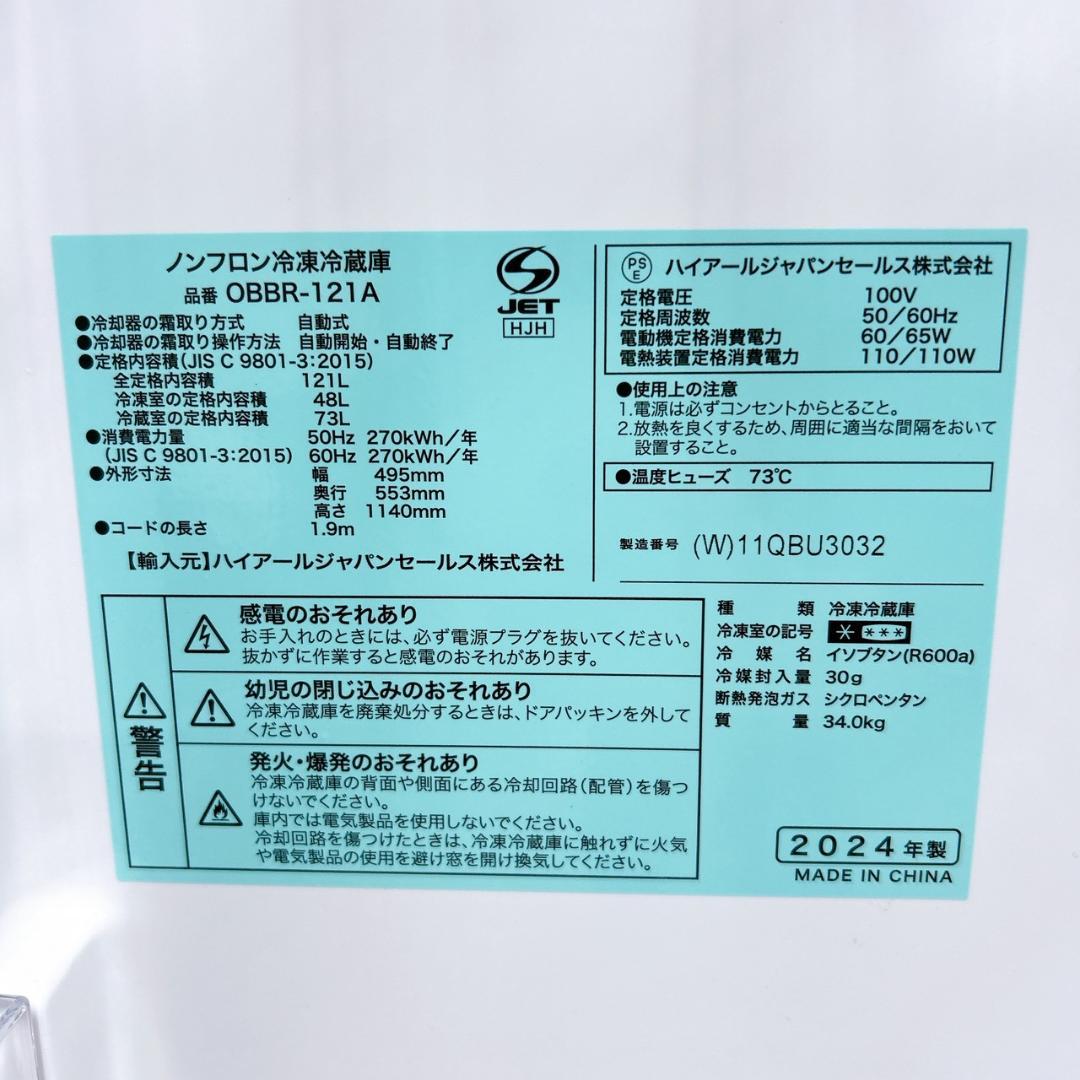 ノンフロン冷凍冷蔵庫
品番 OBBR-121A
JET
HJH
●冷却器の霜取り方式 自動式
●冷却器の霜取り操作方法 自動開始・自動終了
●定格内容積(JIS C 9801-3:2015)
全定格内容積 121L
冷凍室の定格内容積 48L
冷蔵室の定格内容積 73L
●消費電力量 50Hz 270kWh/年
(JIS C 9801-3:2015) 60Hz 270kWh/年
●外形寸法 幅 495mm
奥行 553mm
高さ 1140mm
●コードの長さ 1.9m
【輸入元】ハイアールジャパンセールス株式会社
PSE ハイアールジャパンセールス株式会社
定格電圧 100V
定格周波数 50/60Hz
電動機定格消費電力 60/65W
電熱装置定格消費電力 110/110W
●使用上の注意
1.電源は必ずコンセントからとること。
2.放熱を良くするため、周囲に適当な間隔をおいて
設置すること。
●温度ヒューズ 73℃
製造番号 (W)11QBU3032
警告
感電のおそれあり
お手入れのときには、必ず電源プラグを抜いてください。
抜かずに作業すると感電のおそれがあります。
幼児の閉じ込みのおそれあり
冷凍冷蔵庫を廃棄処分するときは、ドアパッキンを外して
ください。
発火・爆発のおそれあり
冷凍冷蔵庫の背面や側面にある冷却回路(配管)を傷つ
けないでください。
庫内では電気製品を使用しないでください。
冷却回路を傷つけたときは、冷凍冷蔵庫に触れずに火気
や電気製品の使用を避け窓を開け換気してください。
種類 冷凍冷蔵庫
冷凍室の記号
冷媒名 イソブタン(R600a)
冷媒封入量 30g
断熱発泡ガス シクロペンタン
質量 34.0kg
2024年製
MADE IN CHINA